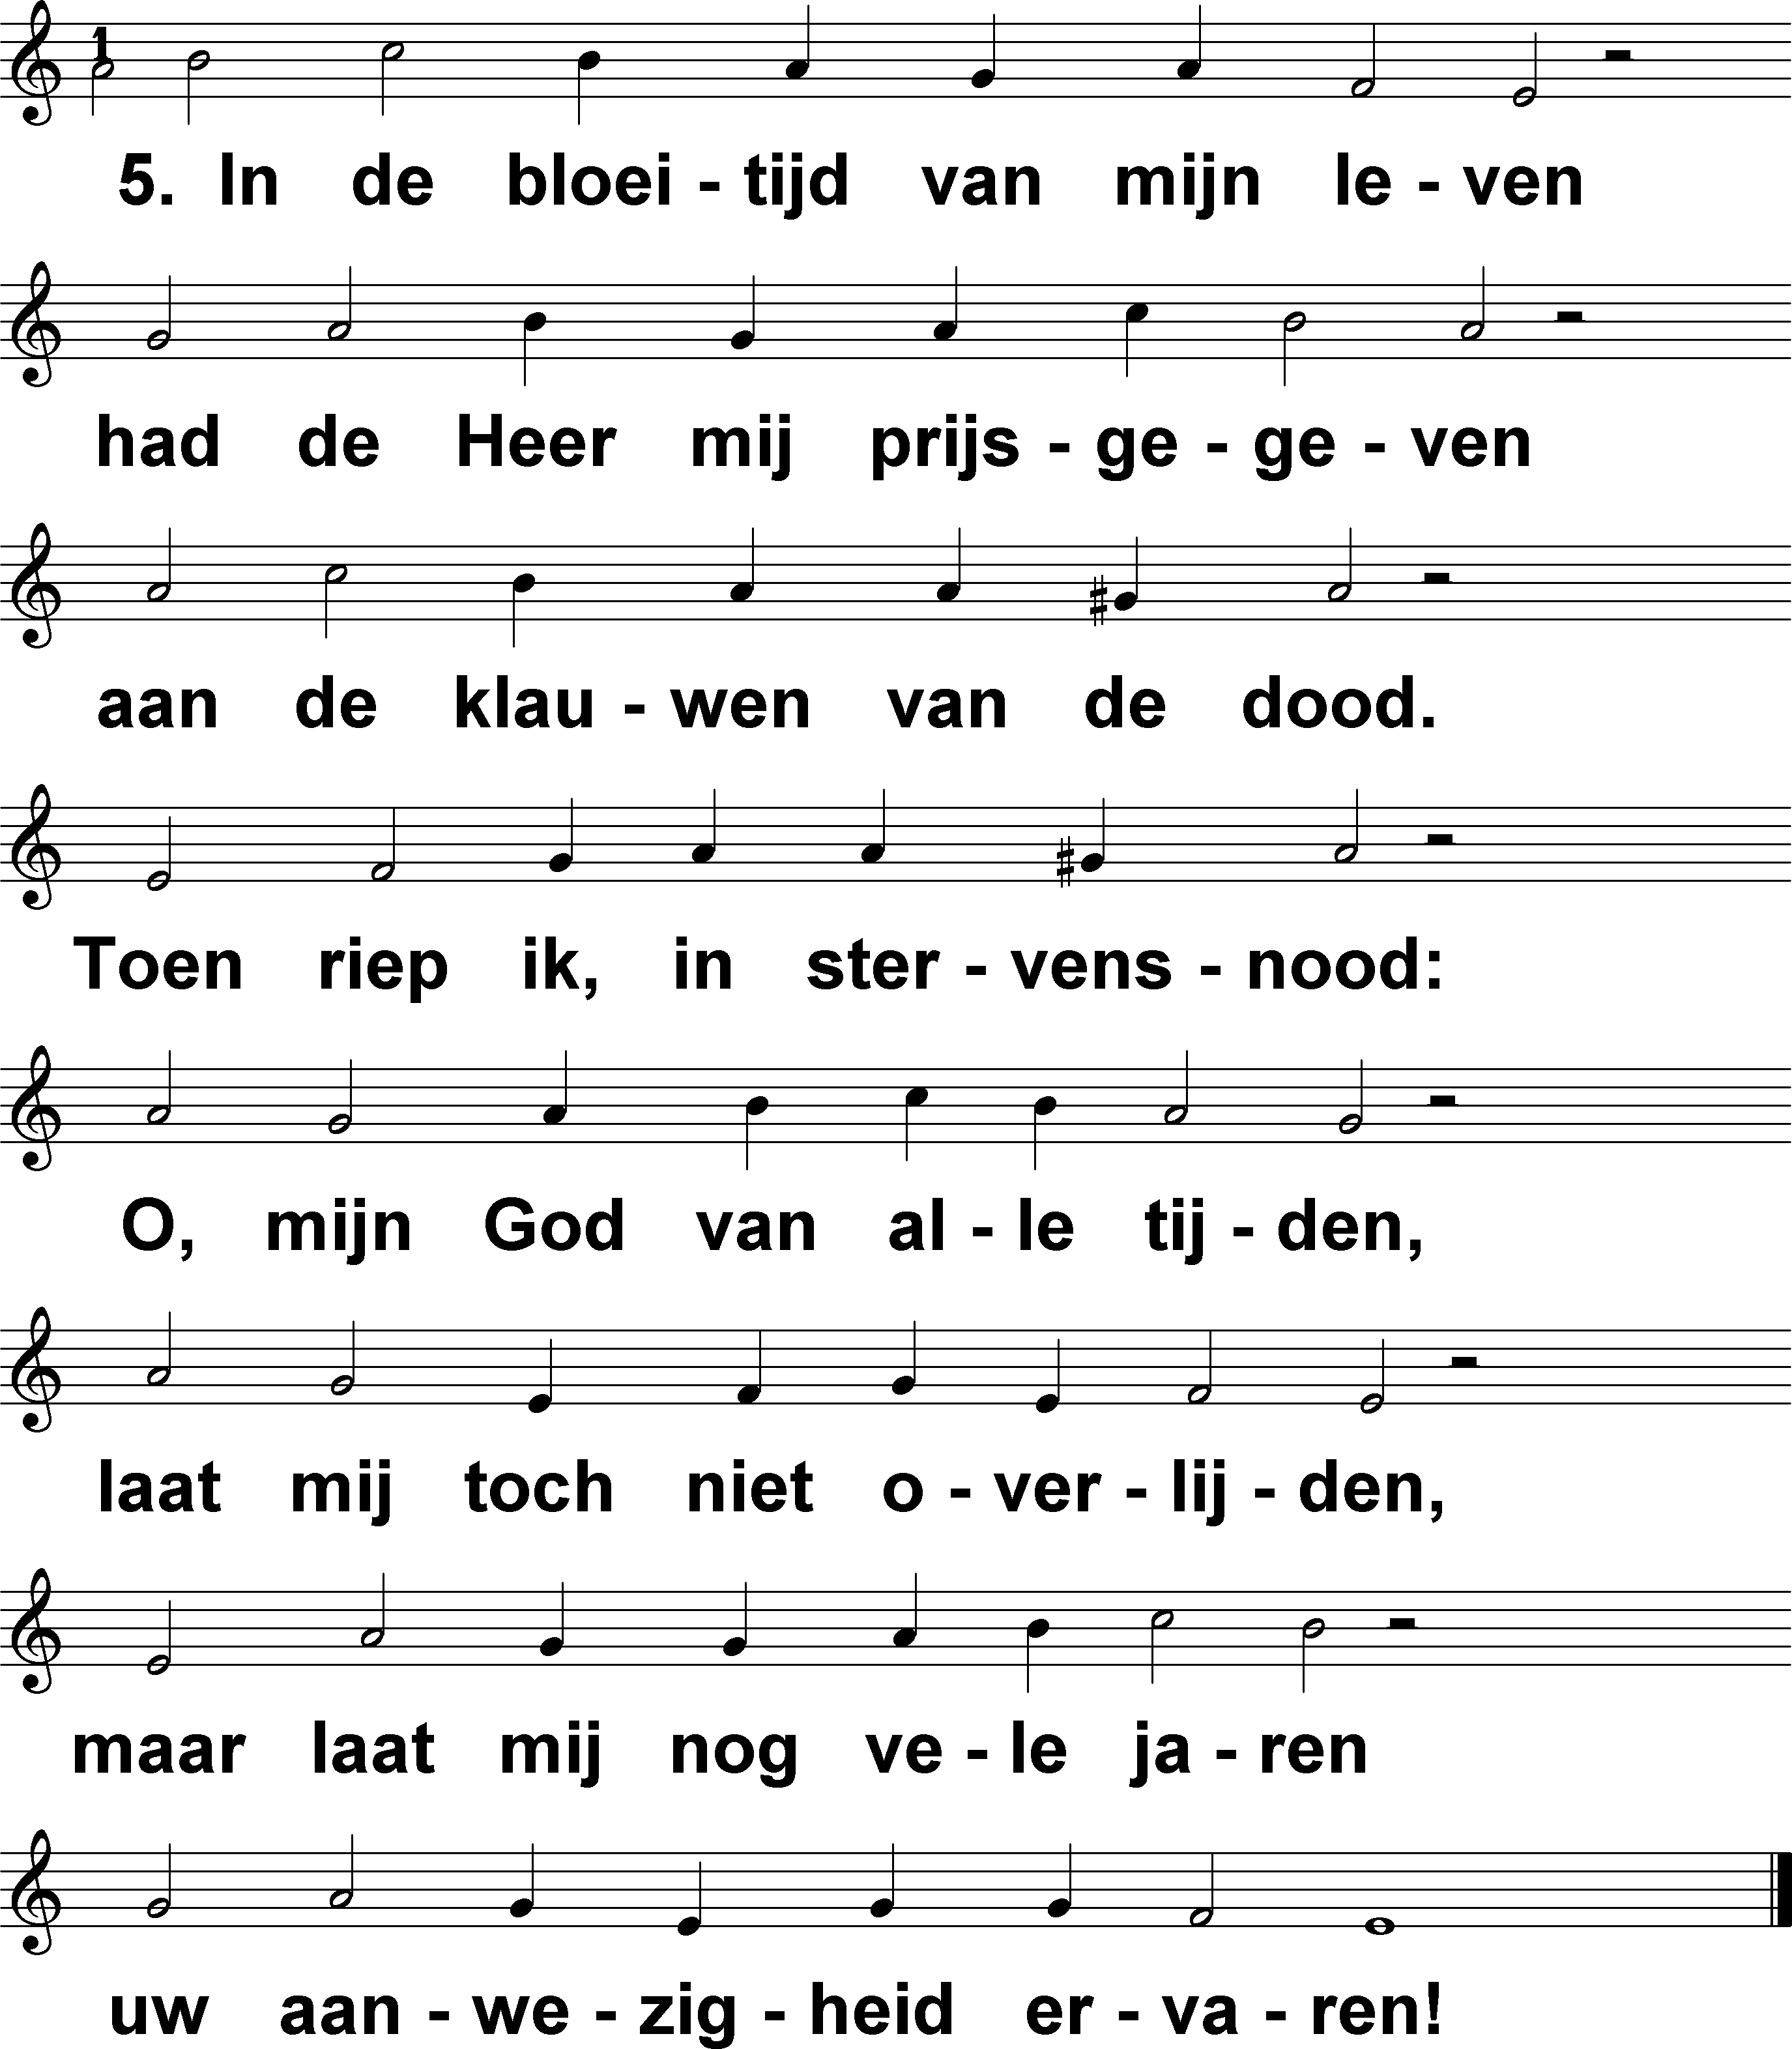 1
5. In de bloei - tijd van mijn le - ven
had de Heer mij prijs - ge - ge - ven
aan de klau - wen van de dood.
Toen riep ik, in ster - vens - nood:
O, mijn God van al - le tij - den,
laat mij toch niet o - ver - lij - den,
maar laat mij nog ve - le ja - ren
uw aan - we - zig - heid er - va - ren!